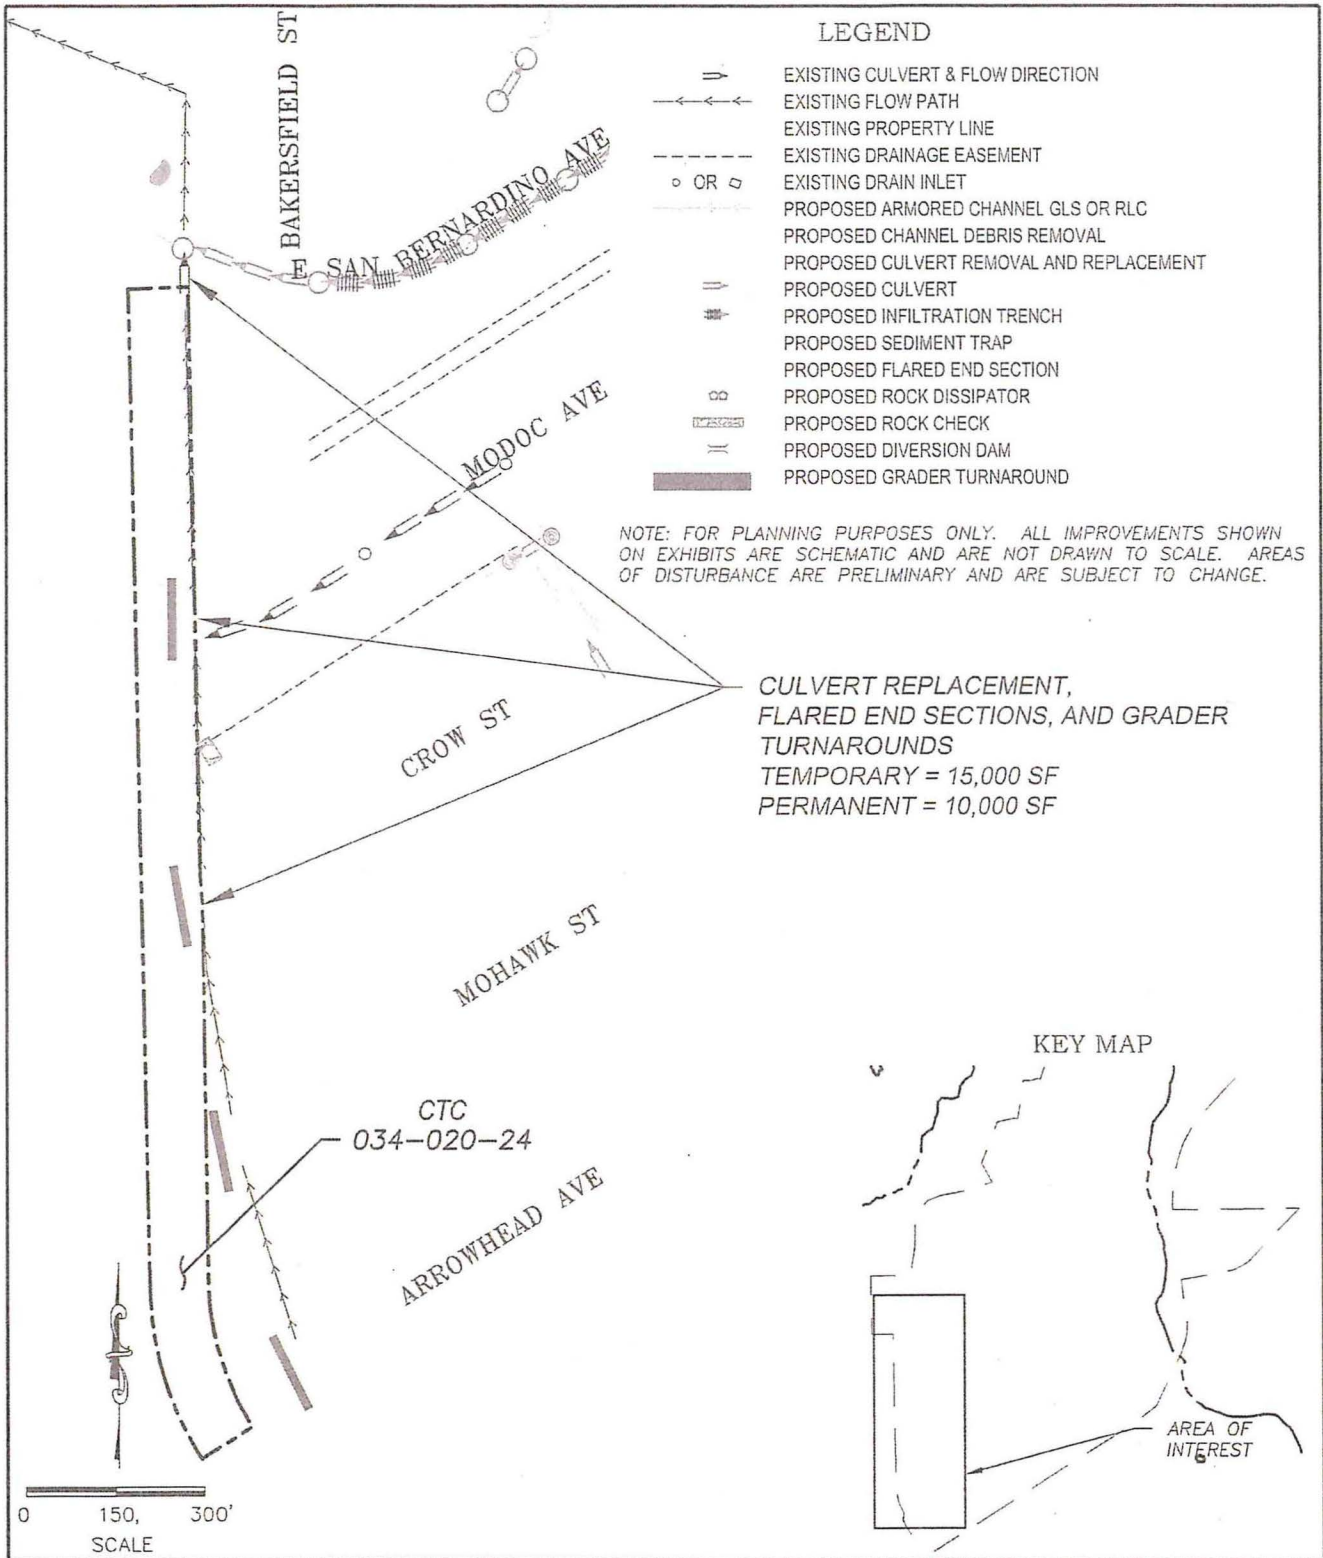 BAKERSFIELD ST
E SAN BERNARDINO AVE
MODOC AVE
CROW ST
MOHAWK ST
ARROWHEAD AVE
LEGEND
EXISTING CULVERT & FLOW DIRECTION
EXISTING FLOW PATH
EXISTING PROPERTY LINE
EXISTING DRAINAGE EASEMENT
OR
EXISTING DRAIN INLET
PROPOSED ARMORED CHANNEL GLS OR RLC
PROPOSED CHANNEL DEBRIS REMOVAL
PROPOSED CULVERT REMOVAL AND REPLACEMENT
PROPOSED CULVERT
PROPOSED INFILTRATION TRENCH
PROPOSED SEDIMENT TRAP
PROPOSED FLARED END SECTION
PROPOSED ROCK DISSIPATOR
PROPOSED ROCK CHECK
PROPOSED DIVERSION DAM
PROPOSED GRADER TURNAROUND
NOTE: FOR PLANNING PURPOSES ONLY. ALL IMPROVEMENTS SHOWN
ON EXHIBITS ARE SCHEMATIC AND ARE NOT DRAWN TO SCALE. AREAS
OF DISTURBANCE ARE PRELIMINARY AND ARE SUBJECT TO CHANGE.
CULVERT REPLACEMENT,
FLARED END SECTIONS, AND GRADER
TURNAROUNDS
TEMPORARY = 15,000 SF
PERMANENT = 10,000 SF
CTC
034-020-24
KEY MAP
AREA OF
INTEREST
0 150, 300'
SCALE